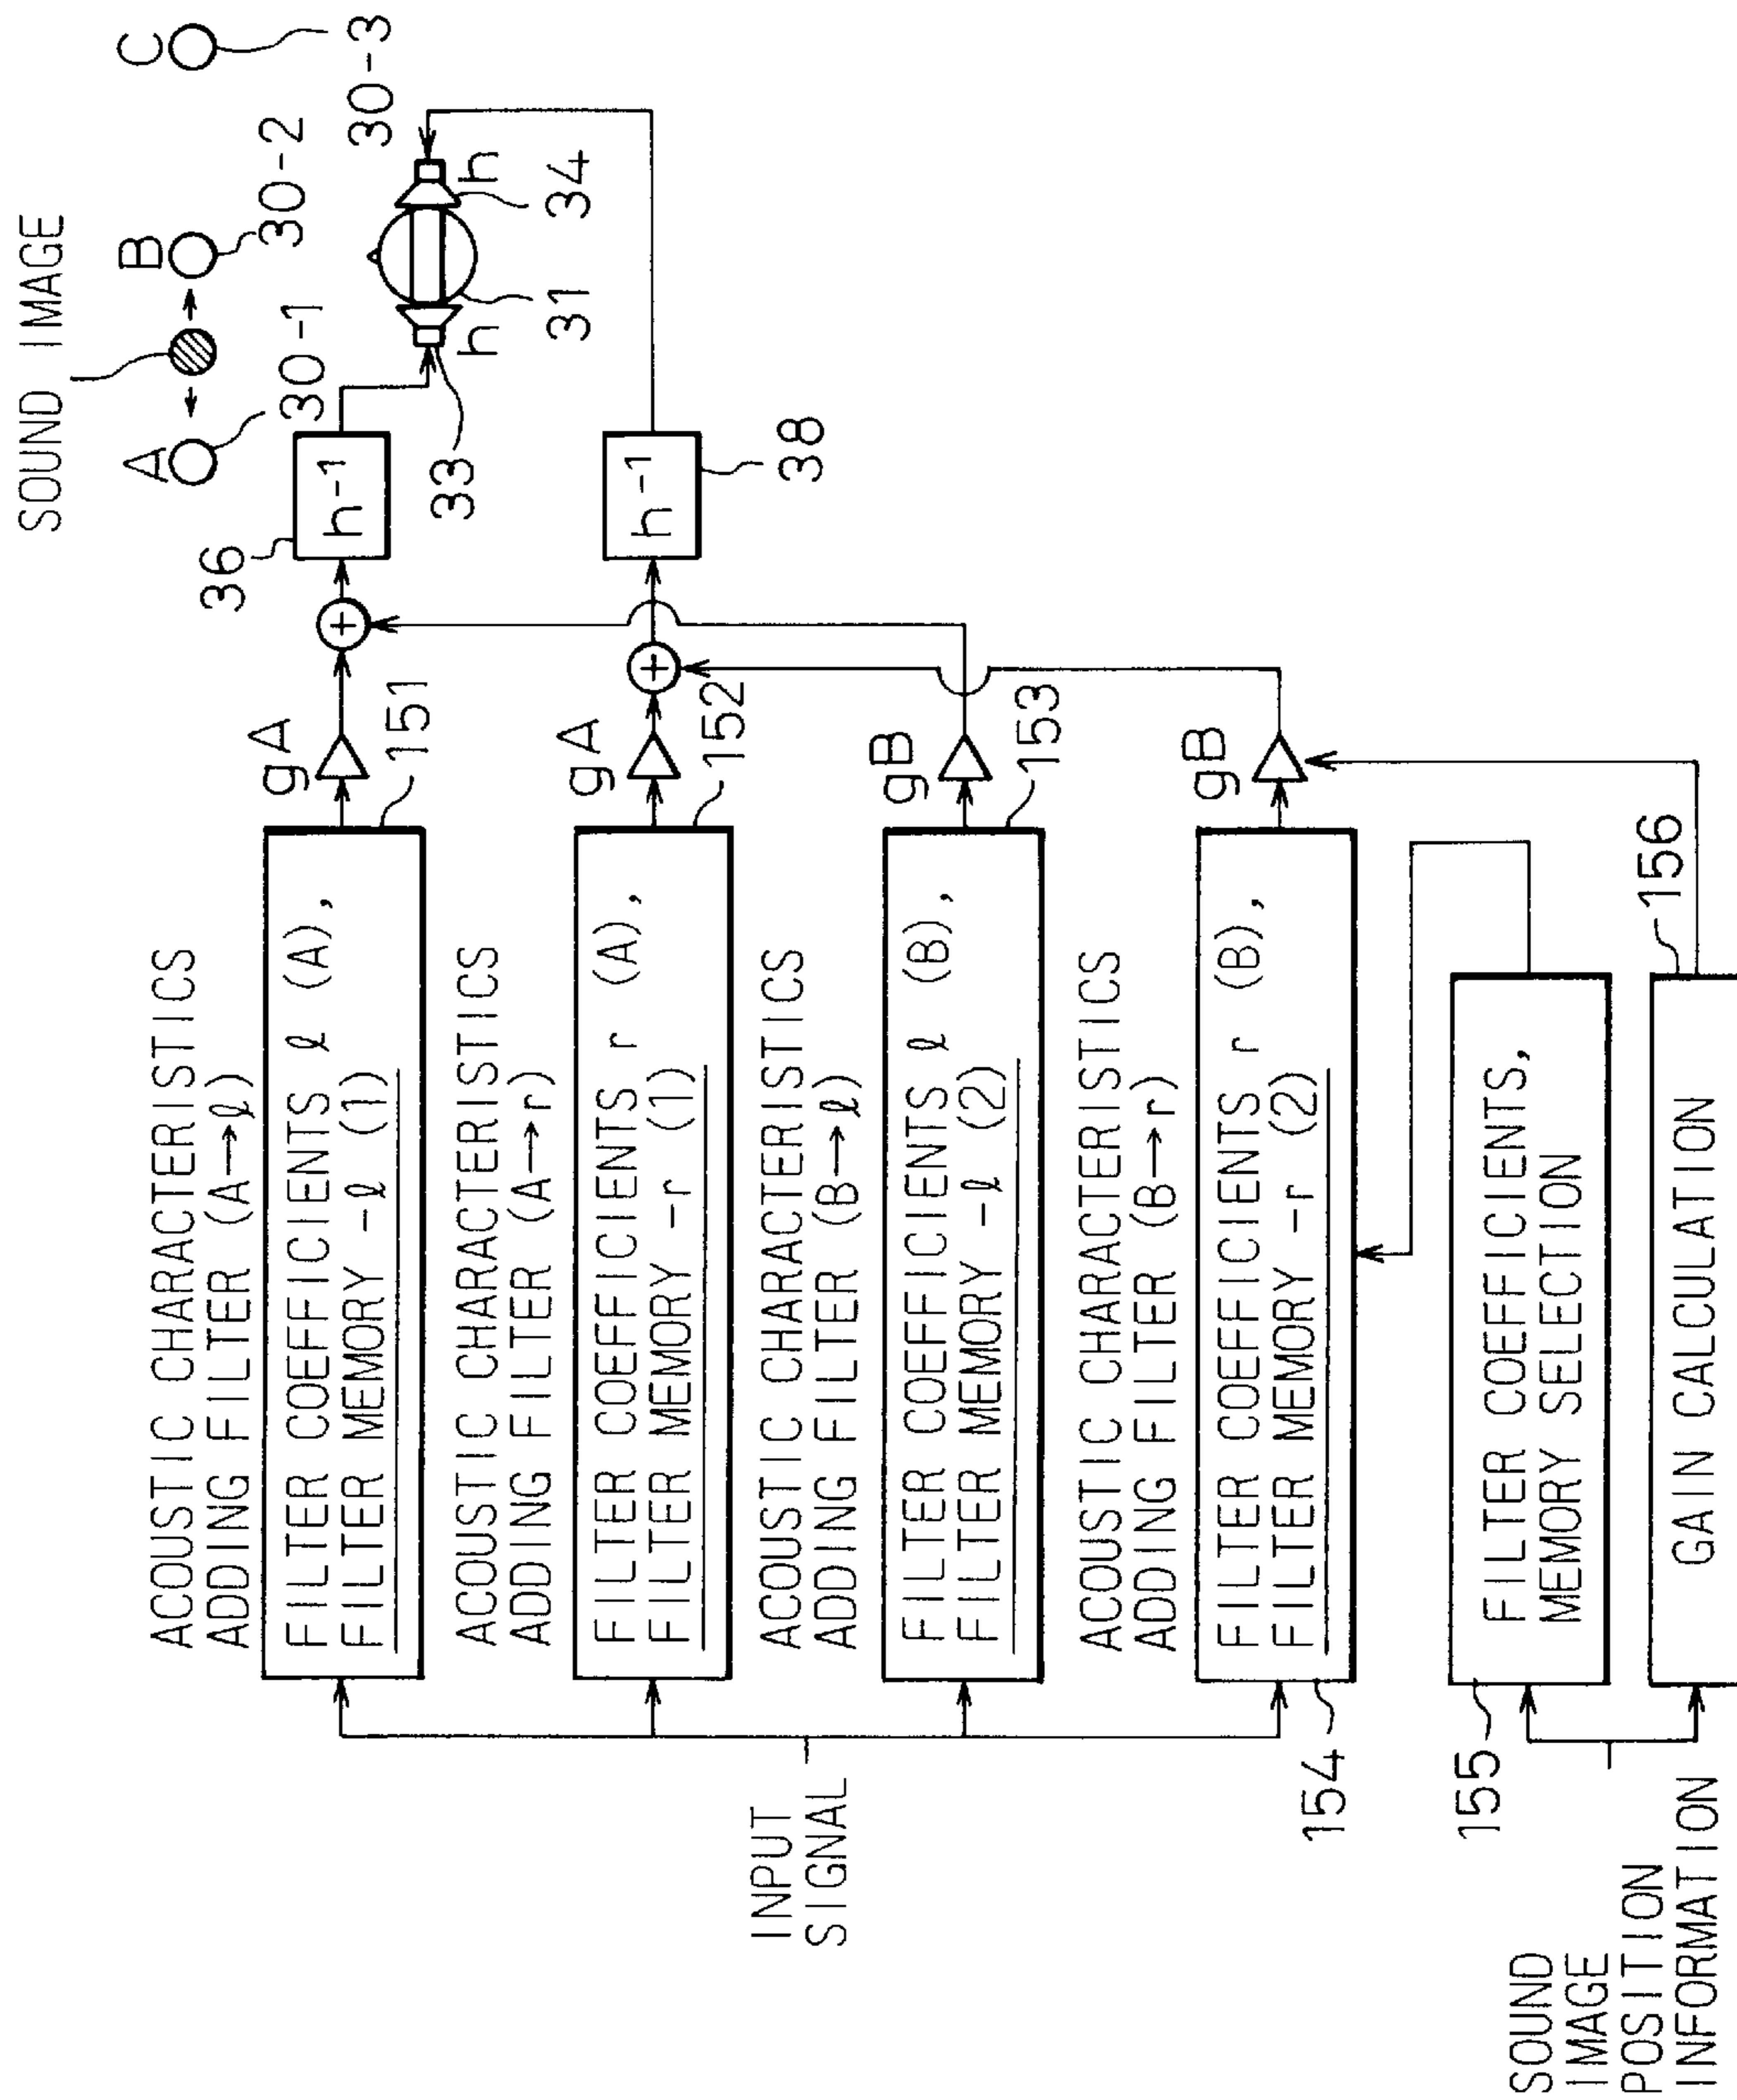 SOUND IMAGE
A
B
C
30-1
30-2
30-3
36
h⁻¹
33
h
31
h
34
h⁻¹
38
ACOUSTIC CHARACTERISTICS
ADDING FILTER (A→ℓ)
FILTER COEFFICIENTS ℓ (A),
FILTER MEMORY -ℓ (1)
gA
+
151
ACOUSTIC CHARACTERISTICS
ADDING FILTER (A→r)
FILTER COEFFICIENTS r (A),
FILTER MEMORY -r (1)
gA
+
152
ACOUSTIC CHARACTERISTICS
ADDING FILTER (B→ℓ)
FILTER COEFFICIENTS ℓ (B),
FILTER MEMORY -ℓ (2)
gB
153
ACOUSTIC CHARACTERISTICS
ADDING FILTER (B→r)
FILTER COEFFICIENTS r (B),
FILTER MEMORY -r (2)
gB
154
INPUT
SIGNAL
FILTER COEFFICIENTS,
MEMORY SELECTION
155
GAIN CALCULATION
156
SOUND
IMAGE
POSITION
INFORMATION